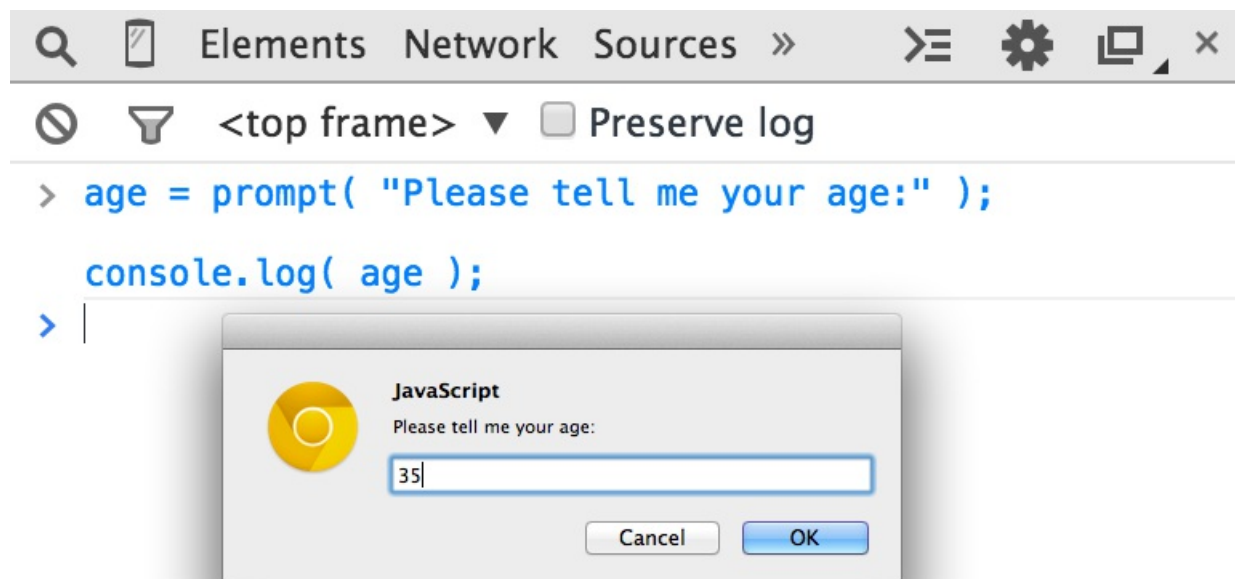 Elements Network Sources »
<top frame> ▼ Preserve log
> age = prompt( "Please tell me your age:" );
console.log( age );
>
JavaScript
Please tell me your age:
35
Cancel OK